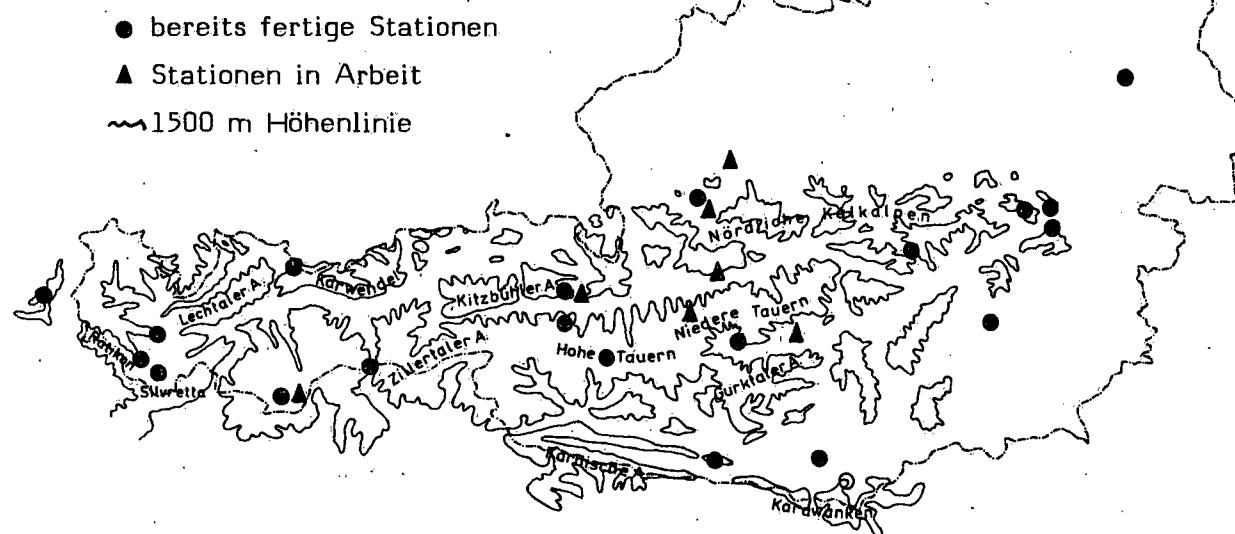 bereits fertige Stationen
Stationen in Arbeit
1500 m Höhenlinie
Nördliche Kalkalpen
Lechtaler A.
Karwendel
Kitzbühler A.
Niedere Tauern
Rätikon
Silvretta
Zillertaler A.
Hohe Tauern
Gurktaler A.
Karnische A.
Karawanken